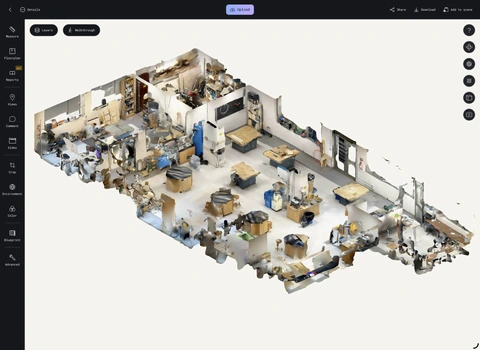 Details
Upload
Share
Download
Add to scene
Layers
Walkthrough
Measure
Floorplan
Reports
Views
Comment
Video
Crop
Environment
Color
Blueprint
Advanced
?